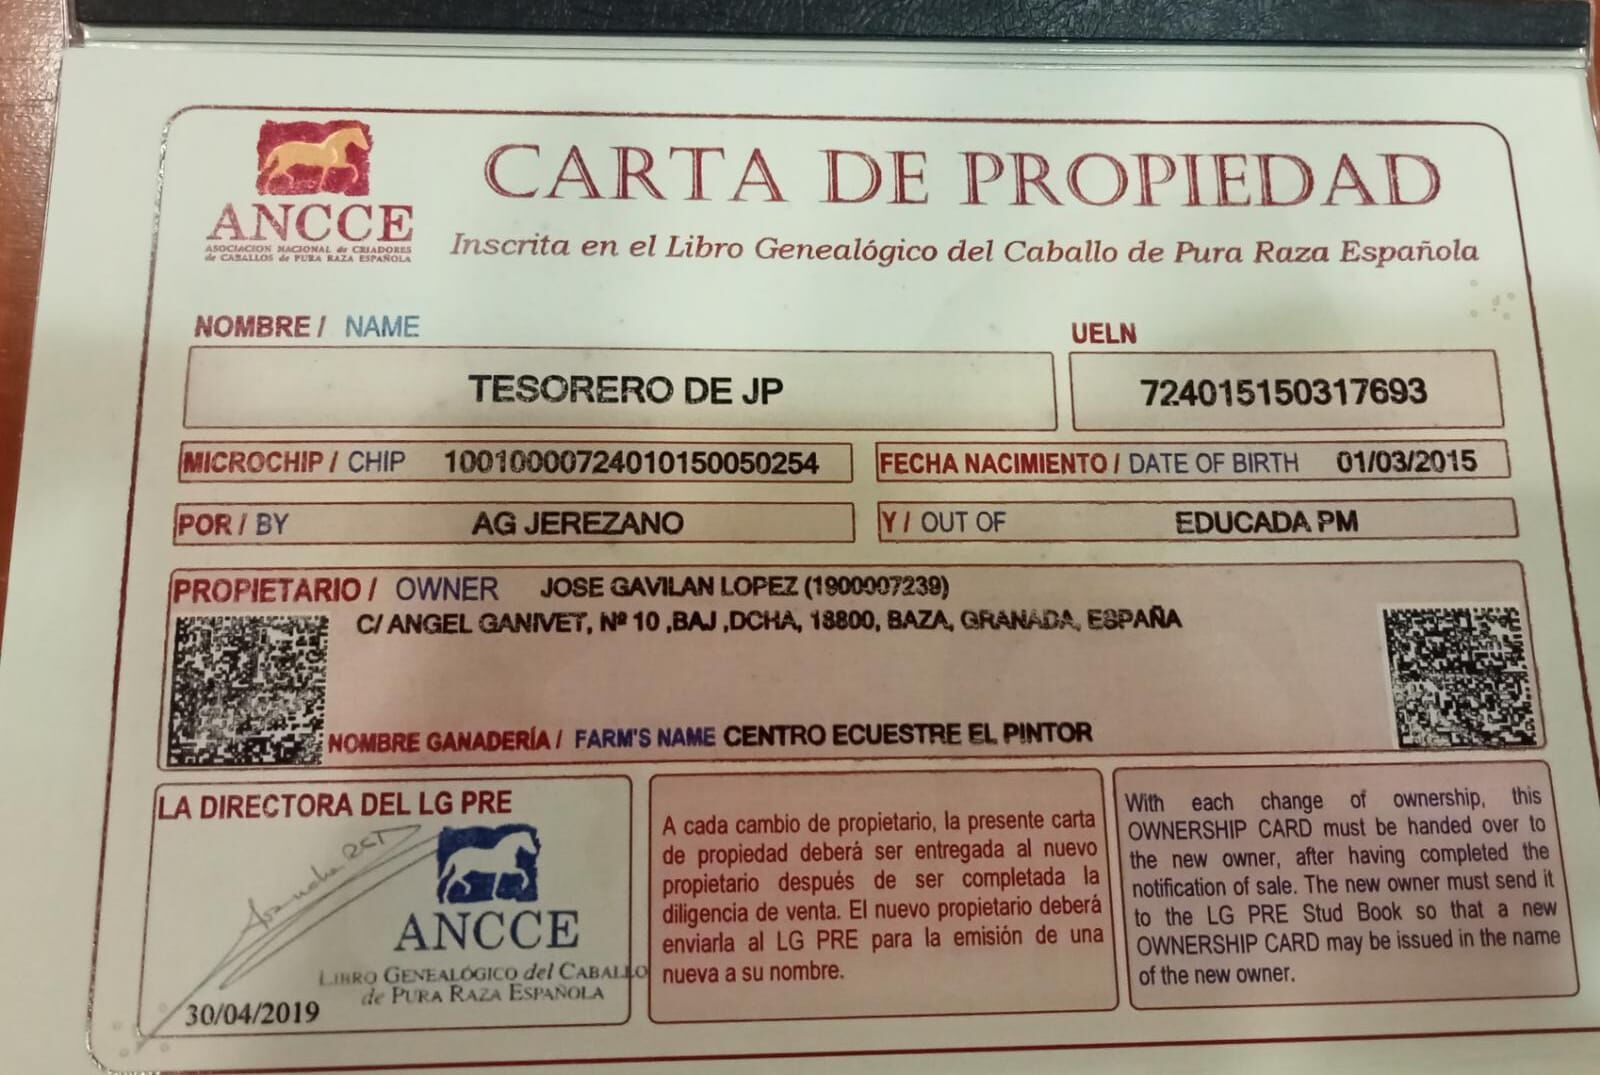 ANCCE
ASOCIACION NACIONAL de CRIADORES
de CABALLOS de PURA RAZA ESPAÑOLA
CARTA DE PROPIEDAD
Inscrita en el Libro Genealógico del Caballo de Pura Raza Española
NOMBRE / NAME
TESORERO DE JP
UELN
724015150317693
MICROCHIP / CHIP 10010000724010150050254
FECHA NACIMIENTO / DATE OF BIRTH 01/03/2015
POR / BY AG JEREZANO
Y / OUT OF EDUCADA PM
PROPIETARIO / OWNER JOSE GAVILAN LOPEZ (1900007239)
C/ ANGEL GANIVET, Nº 10 ,BAJ ,DCHA, 18800, BAZA, GRANADA, ESPAÑA
NOMBRE GANADERÍA / FARM'S NAME CENTRO ECUESTRE EL PINTOR
LA DIRECTORA DEL LG PRE
ANCCE
LIBRO GENEALÓGICO del CABALLO
de PURA RAZA ESPAÑOLA
30/04/2019
A cada cambio de propietario, la presente carta
de propiedad deberá ser entregada al nuevo
propietario después de ser completada la
diligencia de venta. El nuevo propietario deberá
enviarla al LG PRE para la emisión de una
nueva a su nombre.
With each change of ownership, this
OWNERSHIP CARD must be handed over to
the new owner, after having completed the
notification of sale. The new owner must send it
to the LG PRE Stud Book so that a new
OWNERSHIP CARD may be issued in the name
of the new owner.